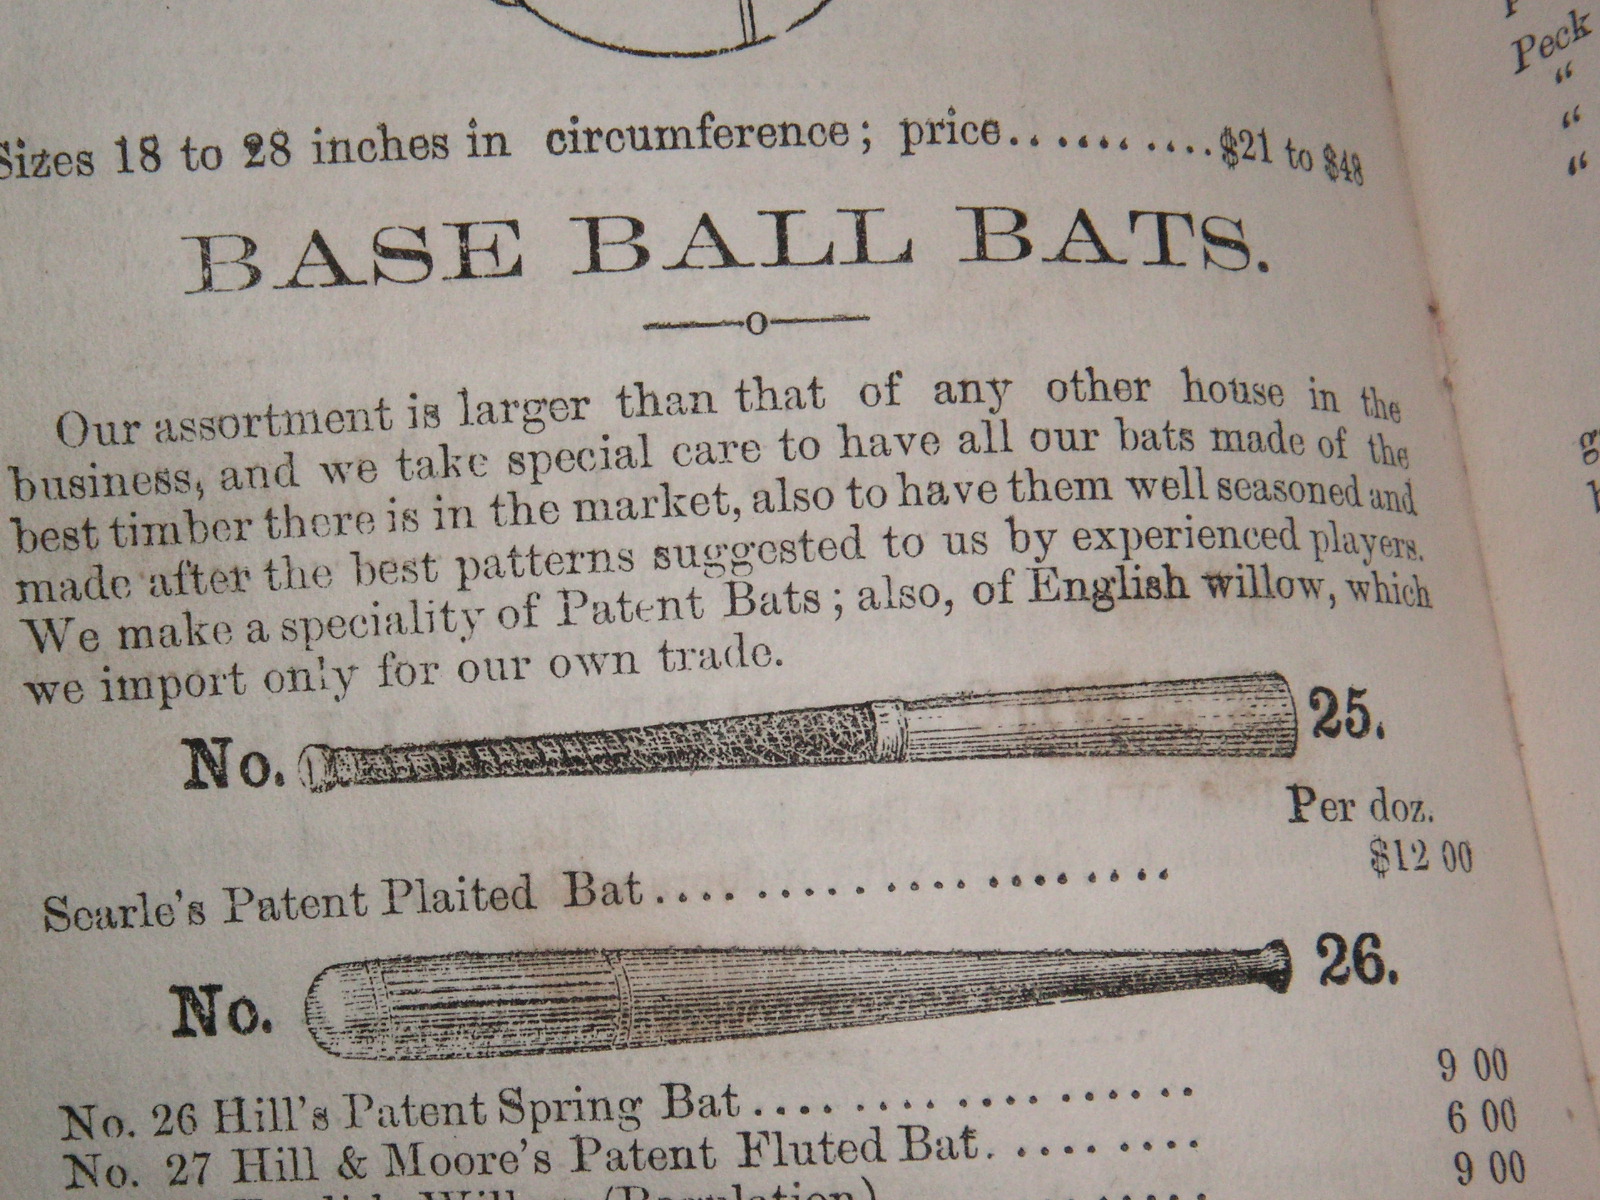 Sizes 18 to 28 inches in circumference; price..........$21 to $48
BASE BALL BATS.
Our assortment is larger than that of any other house in the
business, and we take special care to have all our bats made of the
best timber there is in the market, also to have them well seasoned and
made after the best patterns suggested to us by experienced players.
We make a speciality of Patent Bats; also, of English willow, which
we import only for our own trade.
No. 25.
Per doz.
Searle's Patent Plaited Bat.................... $12 00
No. 26.
No. 26 Hill's Patent Spring Bat.................. 9 00
No. 27 Hill & Moore's Patent Fluted Bat.......... 6 00
English Willow (Regulation) ...... 9 00
Peck
"
"
"